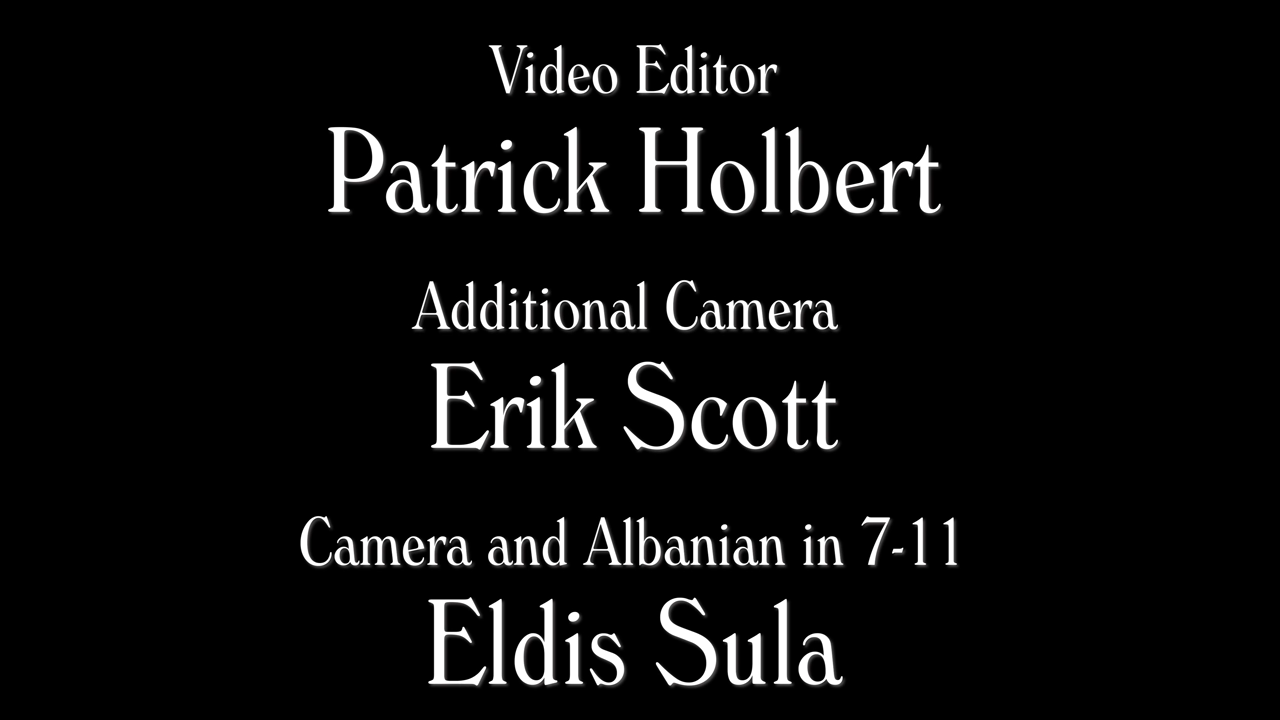 Video Editor
Patrick Holbert
Additional Camera
Erik Scott
Camera and Albanian in 7-11
Eldis Sula